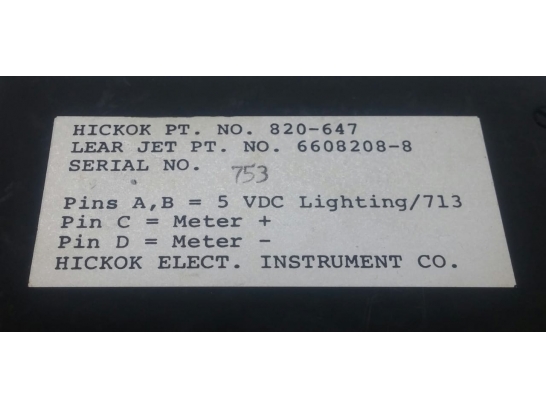 HICKOK PT. NO. 820-647
LEAR JET PT. NO. 6608208-8
SERIAL NO. 753
Pins A,B = 5 VDC Lighting/713
Pin C = Meter +
Pin D = Meter -
HICKOK ELECT. INSTRUMENT CO.